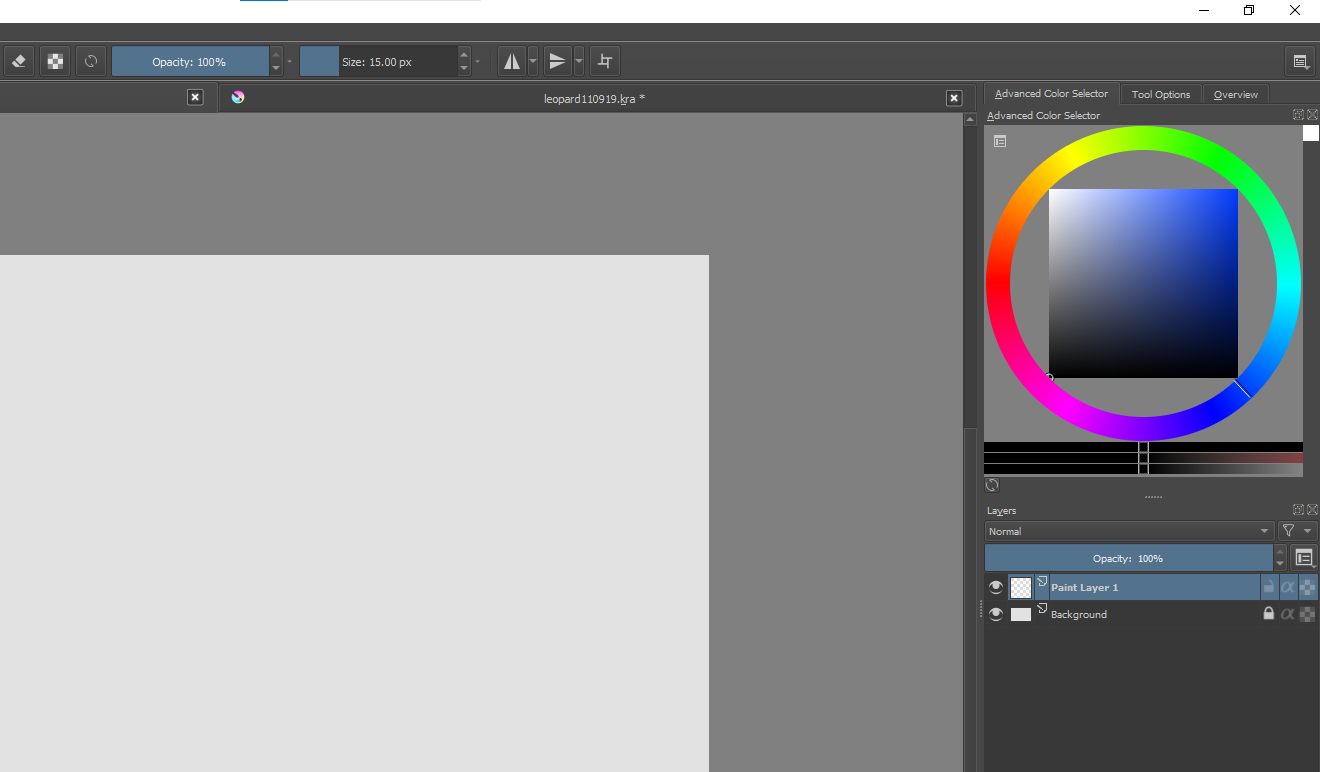 Opacity: 100%
Size: 15.00 px
leopard110919.kra *
Advanced Color Selector
Tool Options
Overview
Advanced Color Selector
Layers
Normal
Opacity: 100%
Paint Layer 1
α
Background
α